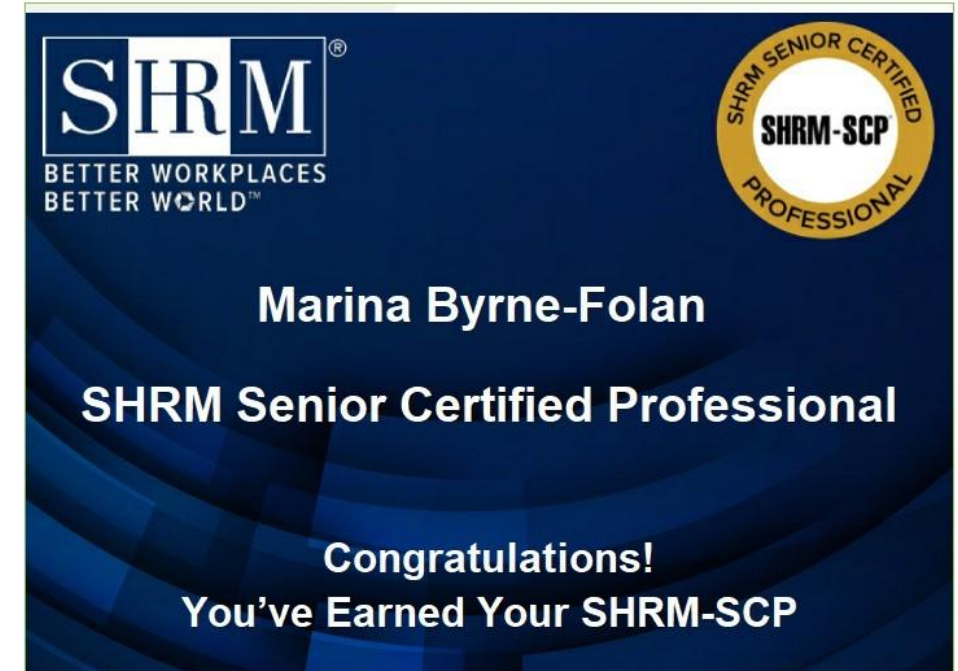 SHRM®
BETTER WORKPLACES
BETTER WORLD™
SHRM SENIOR CERTIFIED
SHRM-SCP
PROFESSIONAL
Marina Byrne-Folan
SHRM Senior Certified Professional
Congratulations!
You've Earned Your SHRM-SCP